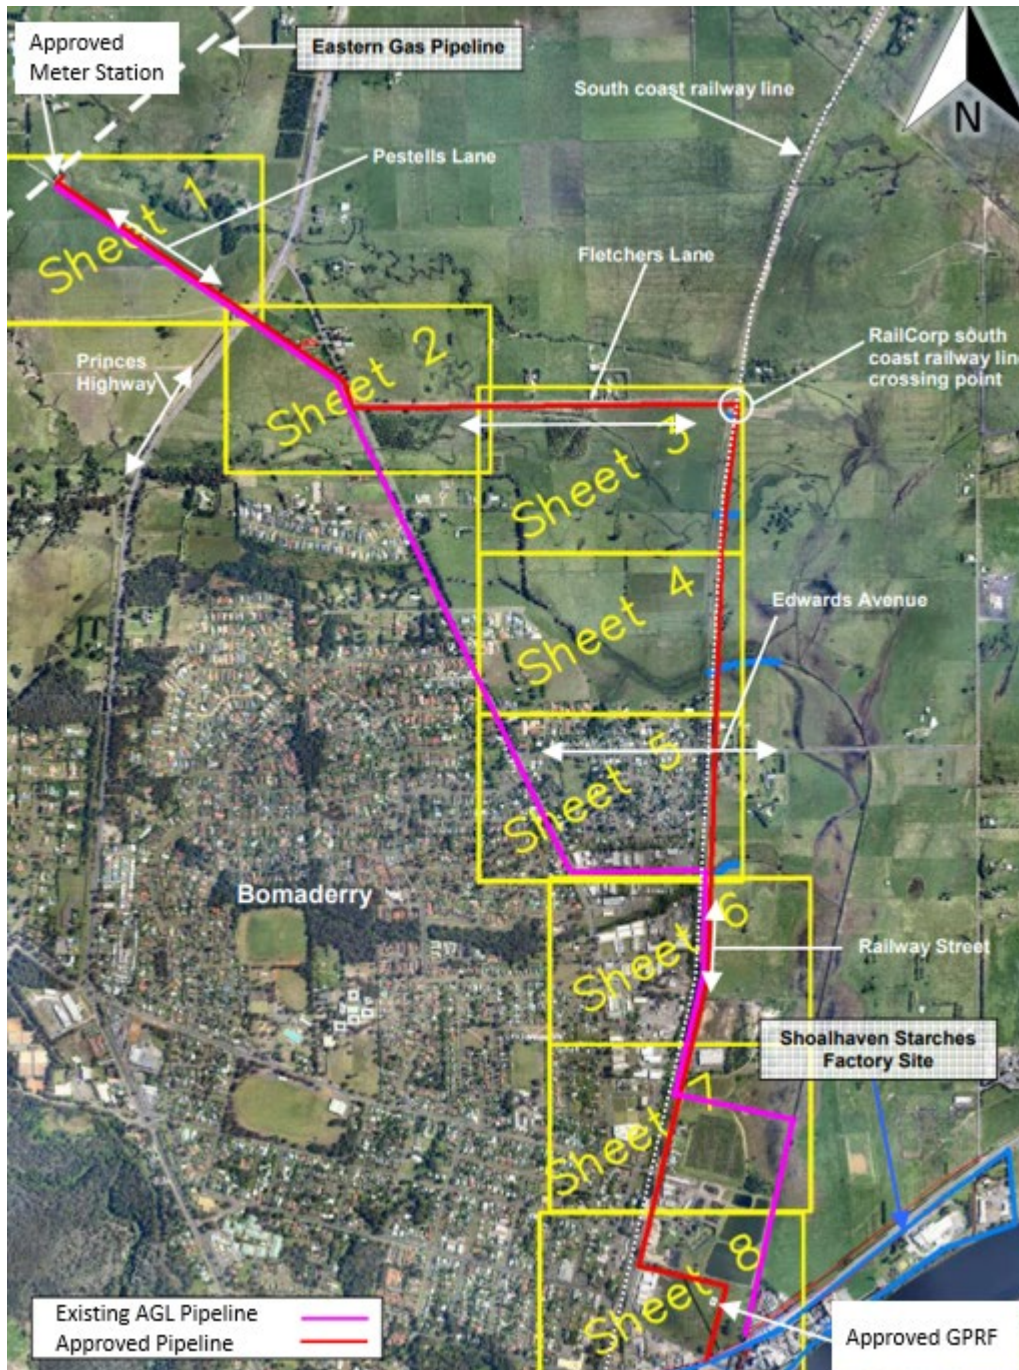 Approved
Meter Station
Eastern Gas Pipeline
South coast railway line
N
Pestells Lane
Sheet 1
Fletchers Lane
Princes
Highway
Sheet 2
RailCorp south
coast railway line
crossing point
Sheet 3
Sheet 4
Edwards Avenue
Sheet 5
Bomaderry
Sheet 6
Railway Street
Shoalhaven Starches
Factory Site
Sheet 7
Sheet 8
Existing AGL Pipeline
Approved Pipeline
Approved GPRF